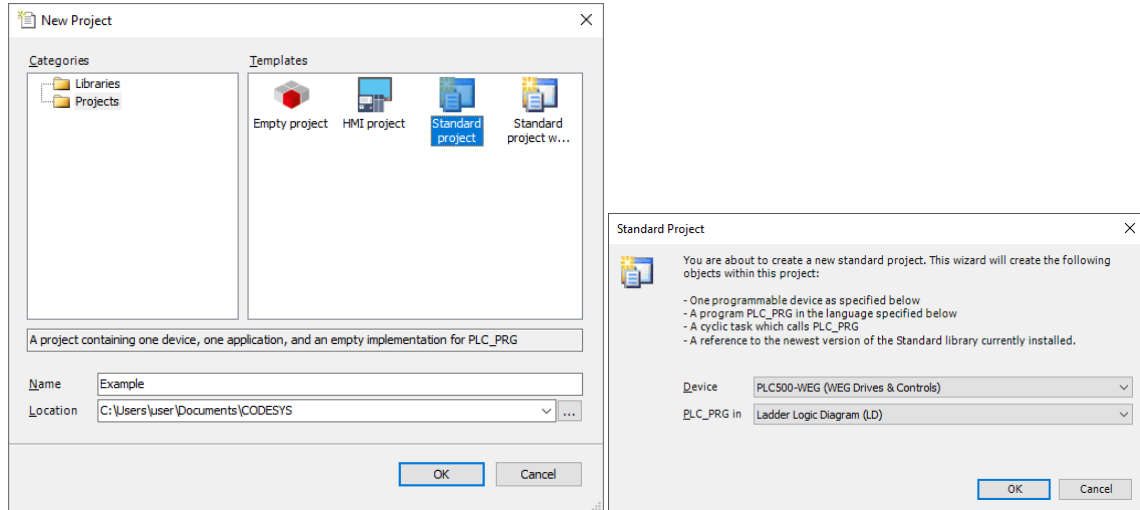 New Project
Categories
Templates
Libraries
Projects
Empty project
HMI project
Standard
project
Standard
project w...
A project containing one device, one application, and an empty implementation for PLC_PRG
Name
Example
Location
C:\Users\user\Documents\CODESYS
...
OK
Cancel
Standard Project
You are about to create a new standard project. This wizard will create the following
objects within this project:
- One programmable device as specified below
- A program PLC_PRG in the language specified below
- A cyclic task which calls PLC_PRG
- A reference to the newest version of the Standard library currently installed.
Device
PLC500-WEG (WEG Drives & Controls)
PLC_PRG in
Ladder Logic Diagram (LD)
OK
Cancel